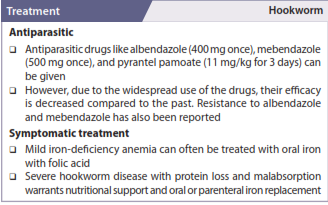 Treatment Hookworm
Antiparasitic
❑ Antiparasitic drugs like albendazole (400 mg once), mebendazole
(500 mg once), and pyrantel pamoate (11 mg/kg for 3 days) can
be given
❑ However, due to the widespread use of the drugs, their efficacy
is decreased compared to the past. Resistance to albendazole
and mebendazole has also been reported
Symptomatic treatment
❑ Mild iron-deficiency anemia can often be treated with oral iron
with folic acid
❑ Severe hookworm disease with protein loss and malabsorption
warrants nutritional support and oral or parenteral iron replacement